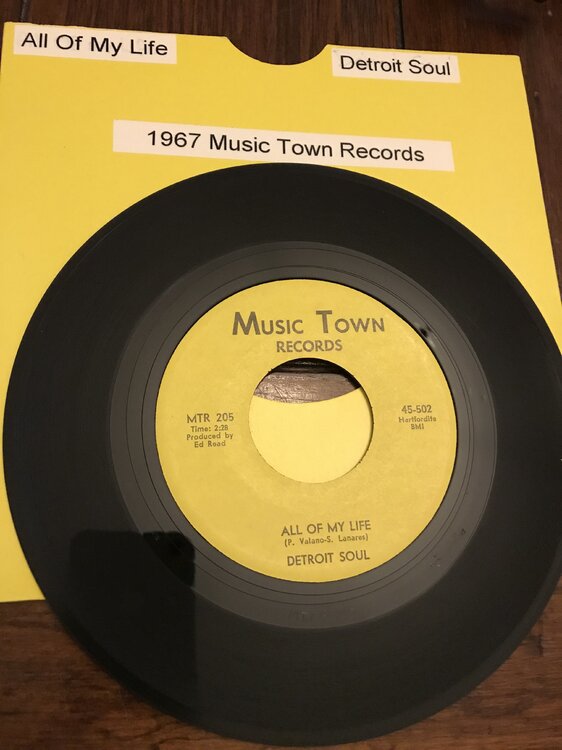 All Of My Life
Detroit Soul
1967 Music Town Records
MUSIC TOWN
RECORDS
MTR 205
Time: 2:28
Produced by
Ed Read
45-502
Hartfordite
BMI
ALL OF MY LIFE
(P. Valano-S. Lanares)
DETROIT SOUL